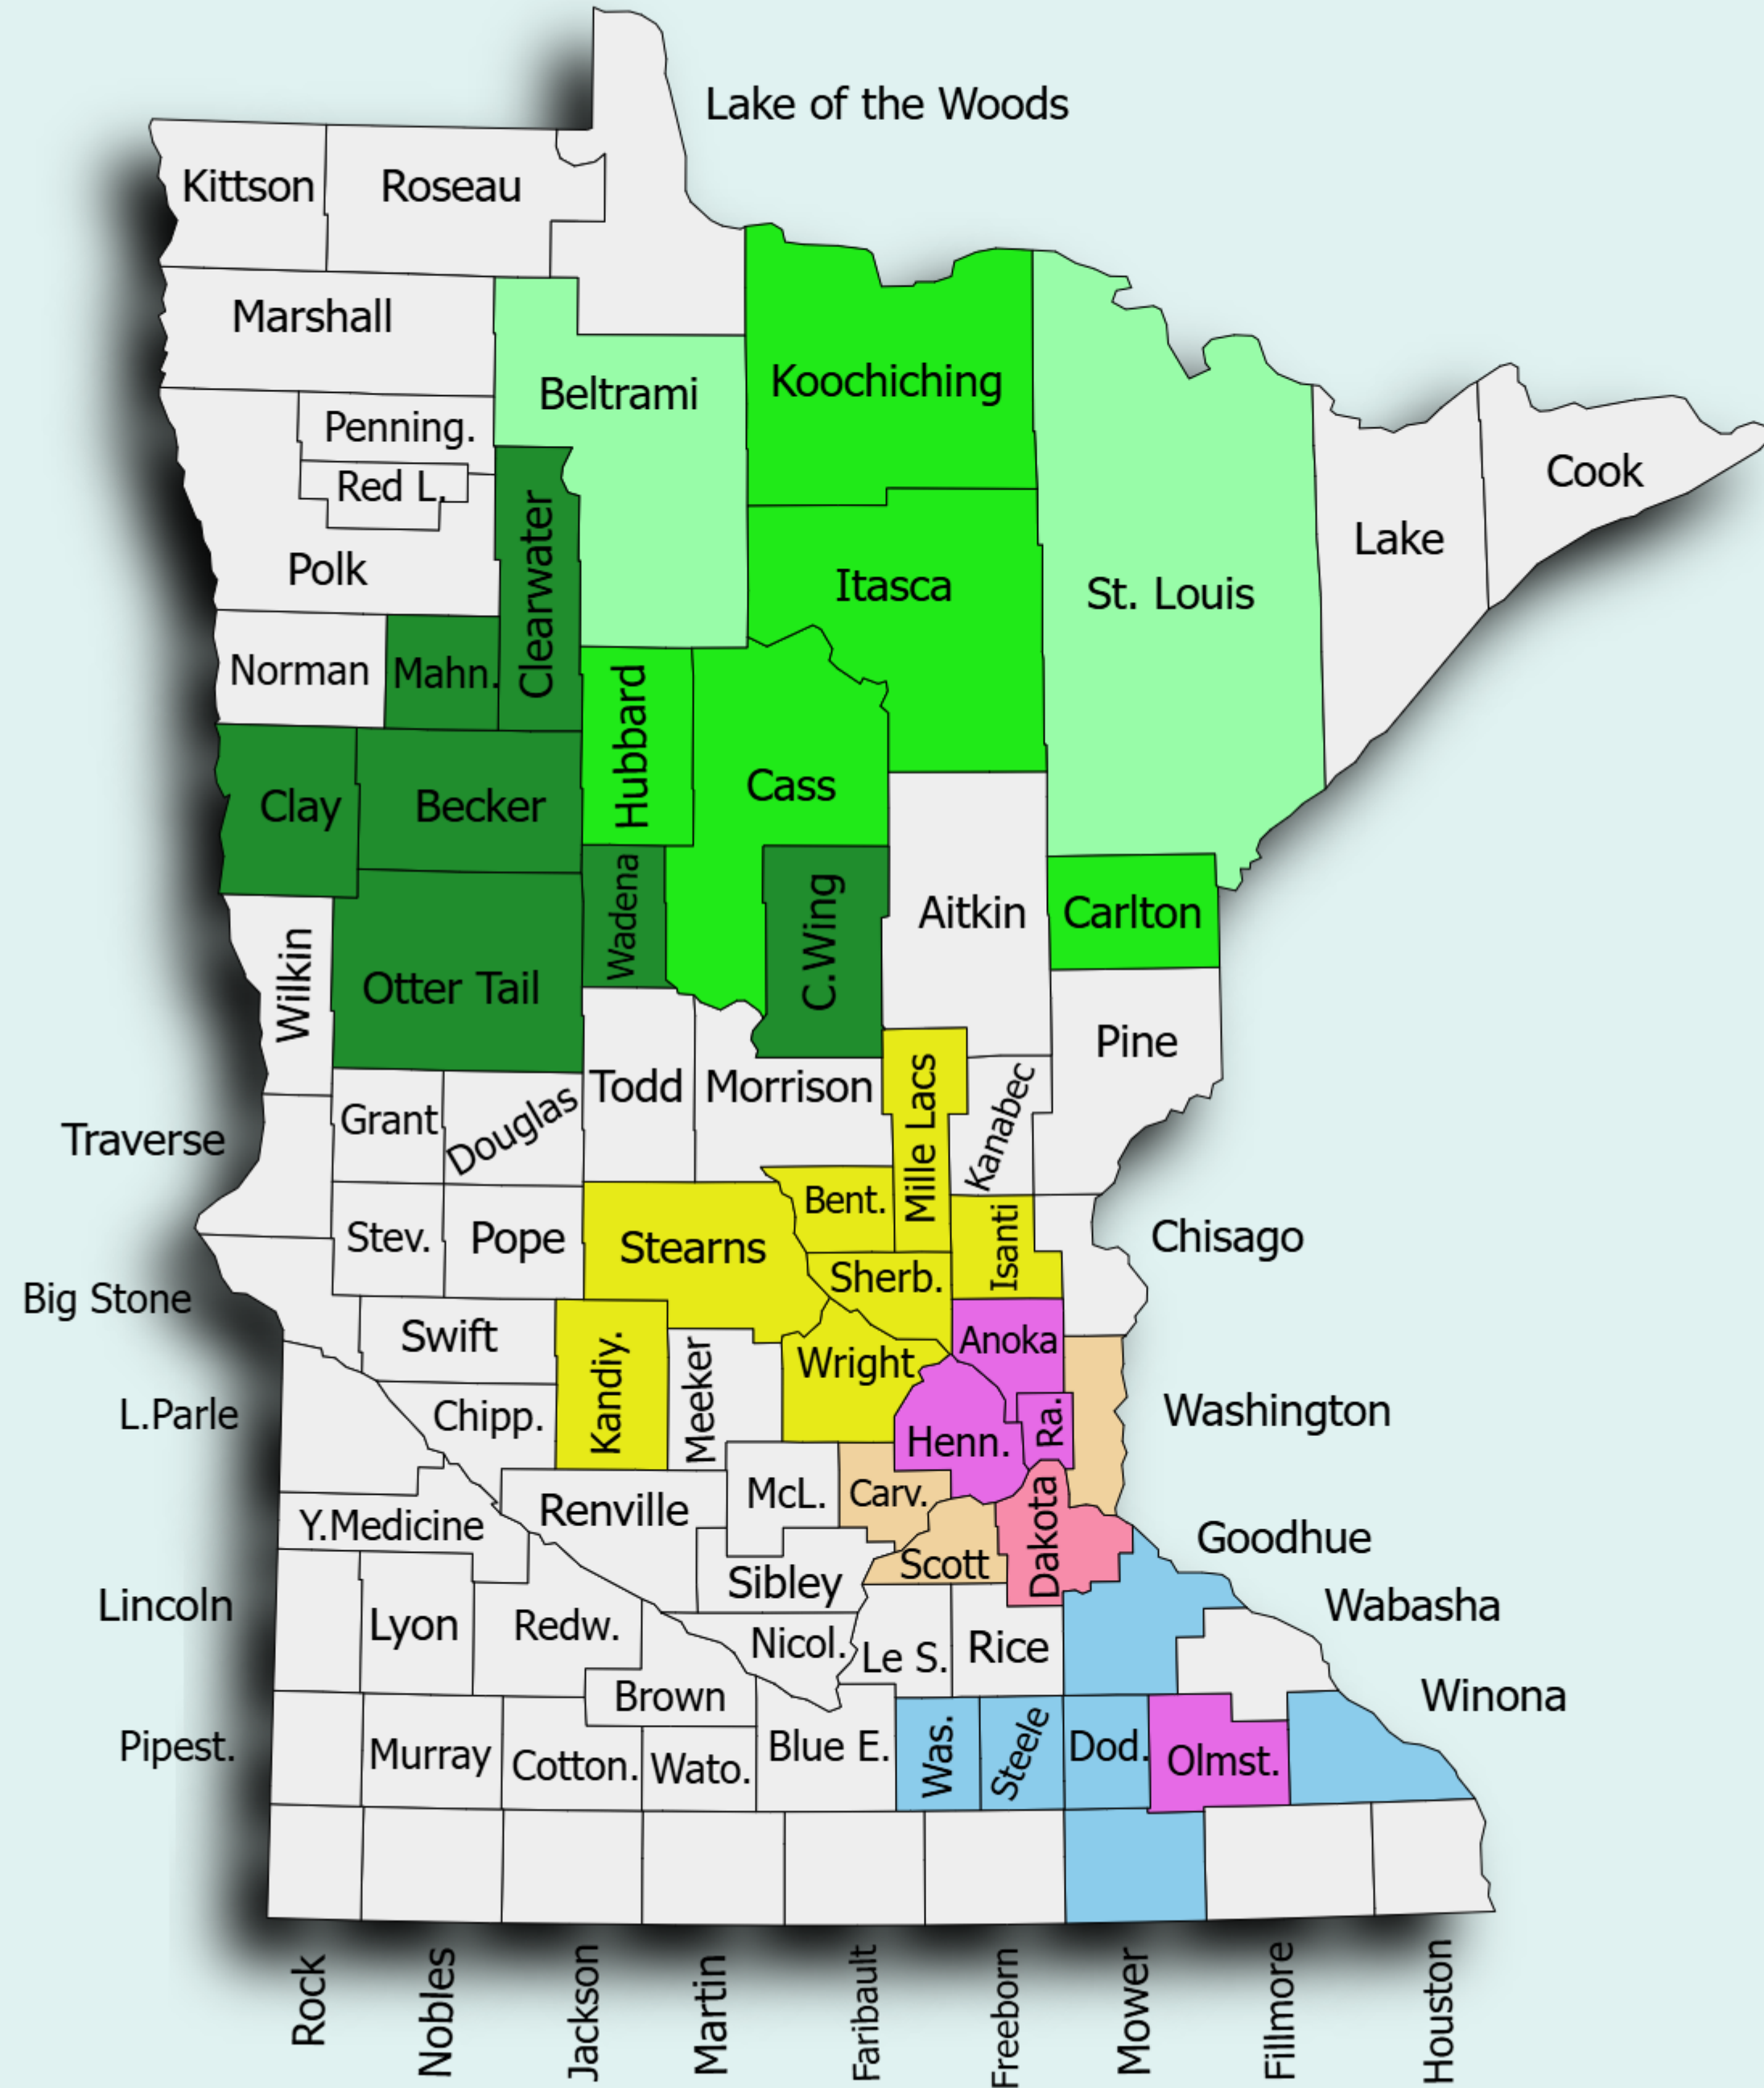 Lake of the Woods
Kittson
Roseau
Marshall
Beltrami
Koochiching
Penning.
Red L.
Cook
Lake
Clearwater
Polk
Itasca
St. Louis
Norman
Mahn.
Hubbard
Cass
Clay
Becker
Wadena
C.Wing
Aitkin
Carlton
Wilkin
Otter Tail
Pine
Todd
Morrison
Mille Lacs
Kanabec
Traverse
Grant
Douglas
Bent.
Stev.
Pope
Stearns
Isanti
Chisago
Sherb.
Big Stone
Swift
Kandiy.
Meeker
Wright
Anoka
L.Parle
Chipp.
Henn.
Ra.
Washington
McL.
Carv.
Y.Medicine
Renville
Dakota
Goodhue
Scott
Sibley
Lincoln
Lyon
Redw.
Wabasha
Nicol.
Le S.
Rice
Brown
Winona
Pipest.
Murray
Cotton.
Wato.
Blue E.
Was.
Steele
Dod.
Olmst.
Rock
Nobles
Jackson
Martin
Faribault
Freeborn
Mower
Fillmore
Houston